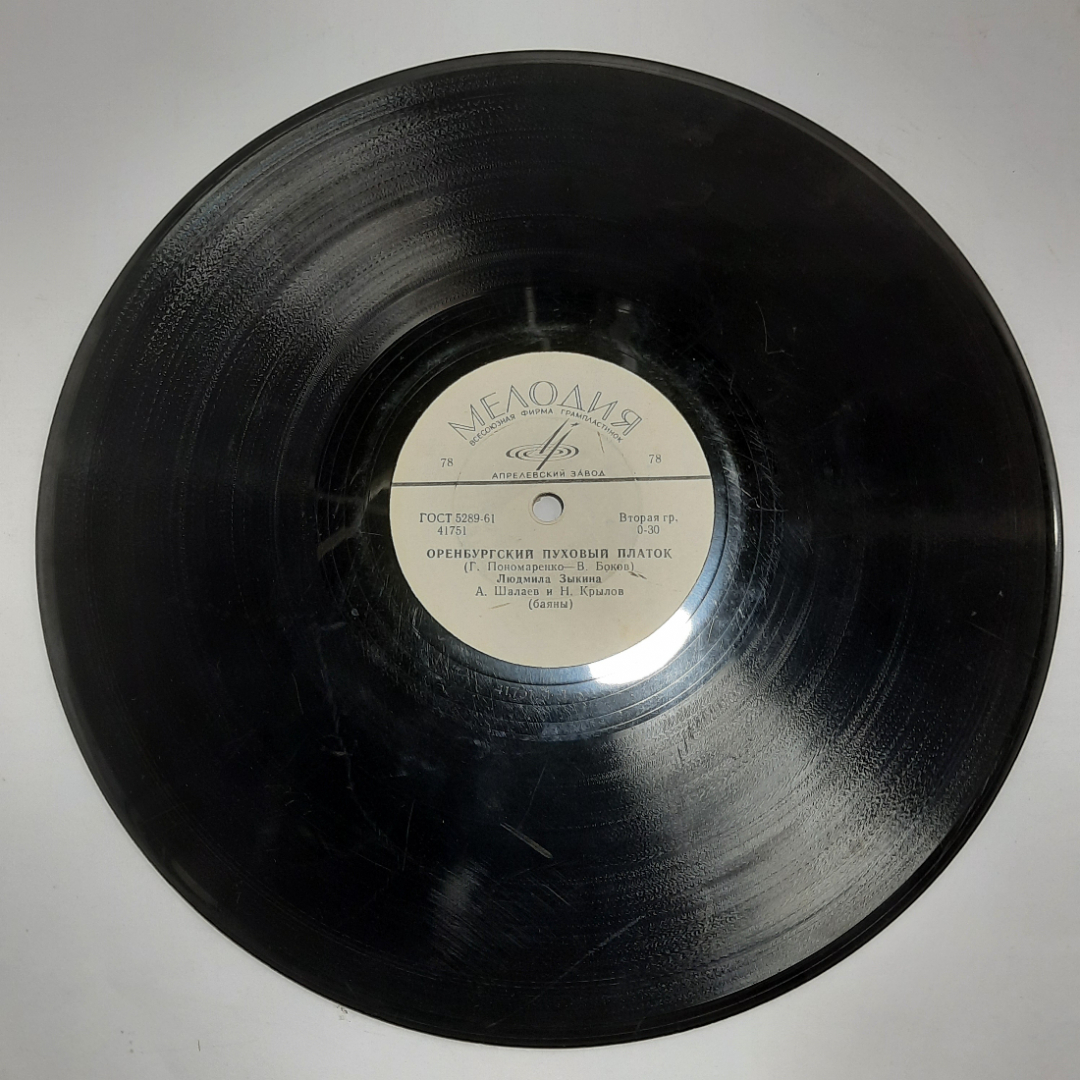 МЕЛОДИЯ
ВСЕСОЮЗНАЯ ФИРМА ГРАМПЛАСТИНОК
78 78
АПРЕЛЕВСКИЙ ЗАВОД
ГОСТ 5289-61 Вторая гр.
41751 0-30
ОРЕНБУРГСКИЙ ПУХОВЫЙ ПЛАТОК
(Г. Пономаренко—В. Боков)
Людмила Зыкина
А. Шалаев и Н. Крылов
(баяны)